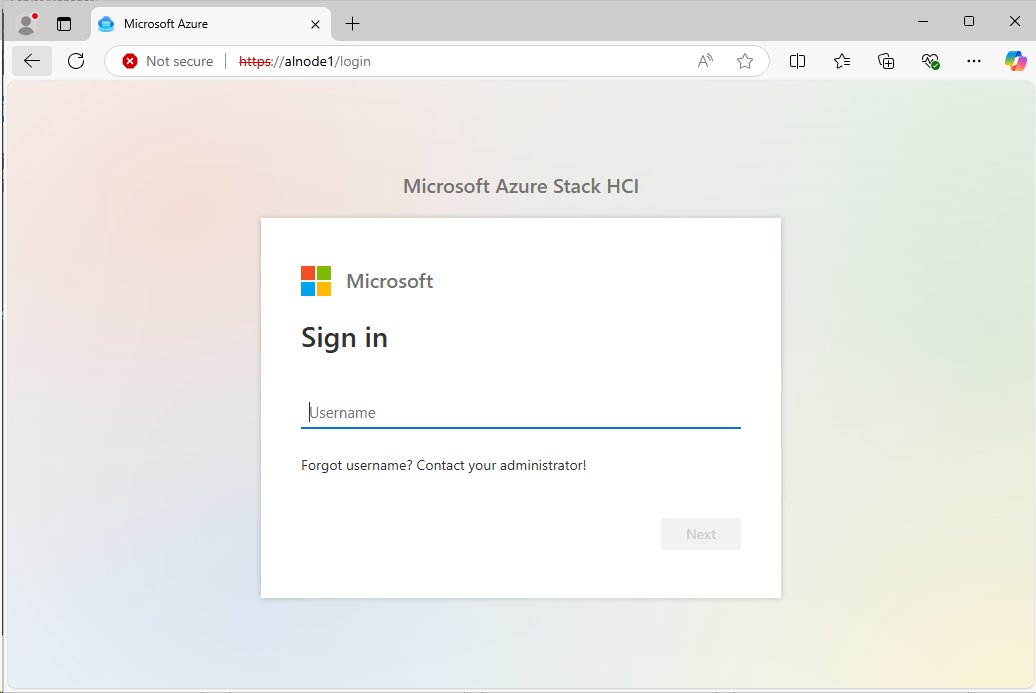 Microsoft Azure
Not secure https://alnode1/login
Microsoft Azure Stack HCI
Microsoft
Sign in
Username
Forgot username? Contact your administrator!
Next